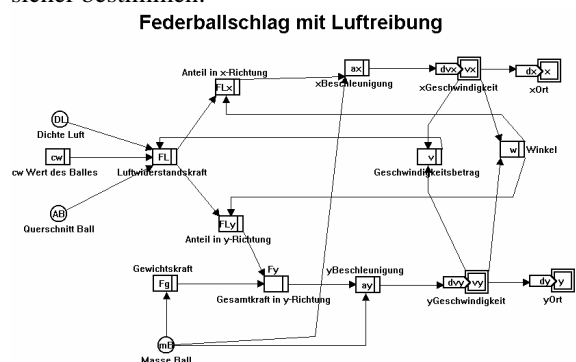 sicher bestimmen.
Federballschlag mit Luftreibung
Anteil in x-Richtung
FLx
ax
xBeschleunigung
dvx vx
xGeschwindigkeit
dx x
xOrt
DL
Dichte Luft
cw
cw Wert des Balles
FL
Luftwiderstandskraft
v
Geschwindigkeitsbetrag
w Winkel
AB
Querschnitt Ball
FLy
Anteil in y-Richtung
Gewichtskraft
Fg
Fy
Gesamtkraft in y-Richtung
yBeschleunigung
ay
dvy vy
yGeschwindigkeit
dy y
yOrt
mB
Masse Ball